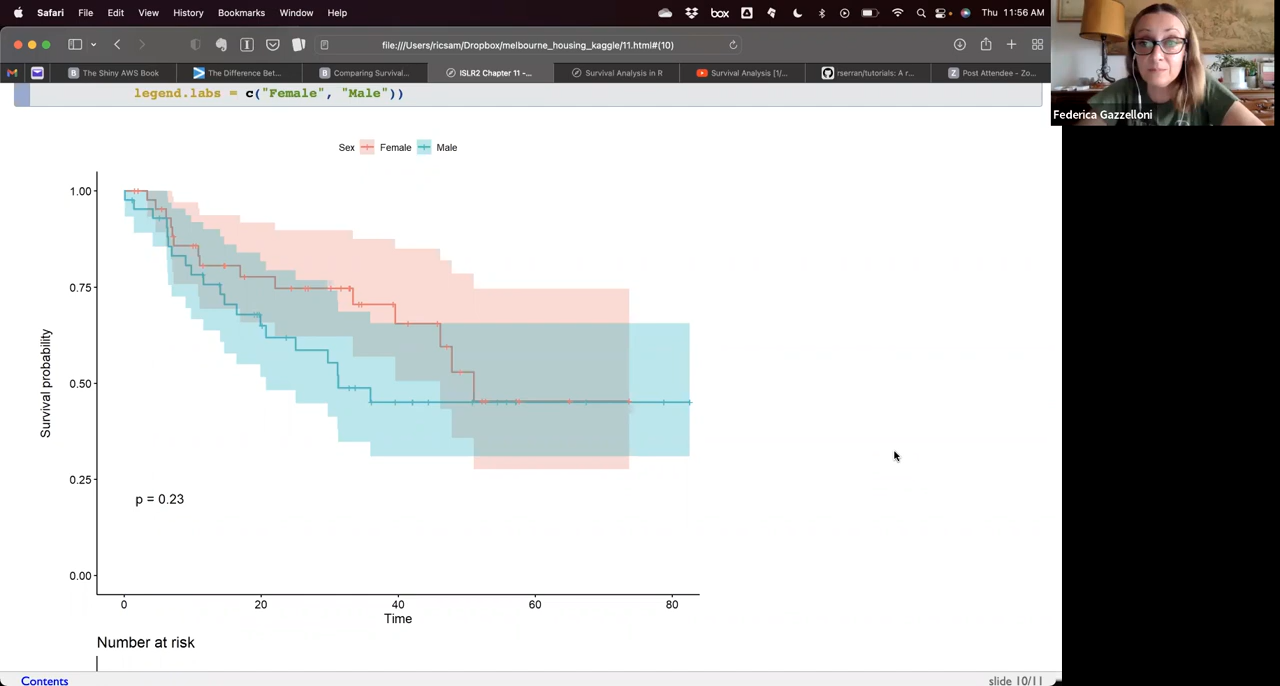 Safari File Edit View History Bookmarks Window Help box Thu 11:56 AM
file:///Users/ricsam/Dropbox/melbourne_housing_kaggle/11.html#(10)
The Shiny AWS Book The Difference Bet... Comparing Survival... ISLR2 Chapter 11 -... Survival Analysis in R Survival Analysis [1/... rserran/tutorials: A r... Post Attendee - Zo...
legend.labs = c("Female", "Male"))
Federica Gazzelloni
Sex Female Male
1.00
0.75
Survival probability
0.50
0.25
p = 0.23
0.00
0 20 40 60 80
Time
Number at risk
Contents
slide 10/11